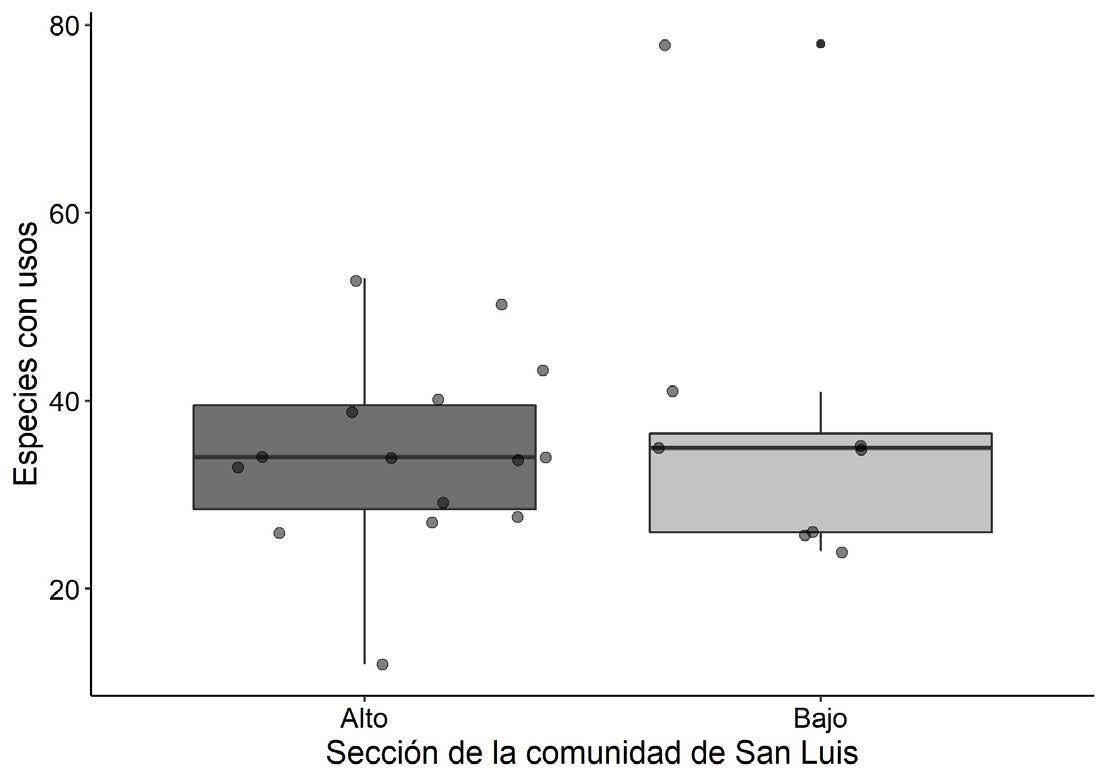 80
60
40
20
Especies con usos
Alto
Bajo
Sección de la comunidad de San Luis